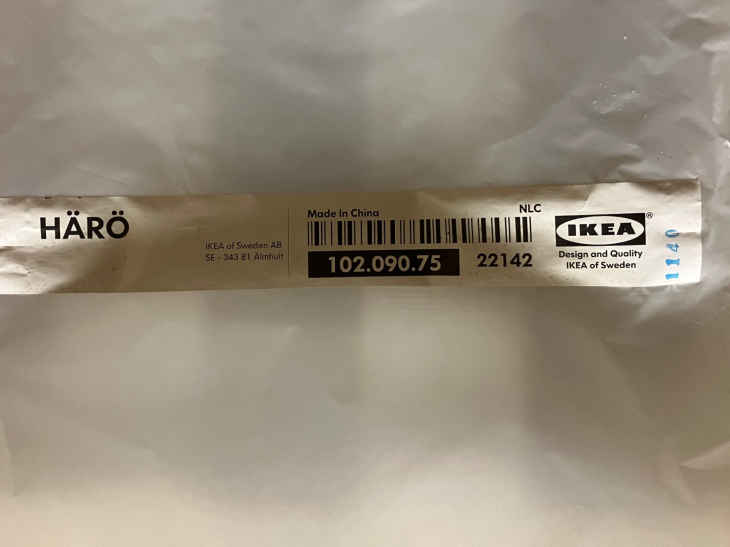 HÄRÖ
IKEA of Sweden AB
SE - 343 81 Älmhult
Made in China
NLC
102.090.75
22142
IKEA®
Design and Quality
IKEA of Sweden
1140